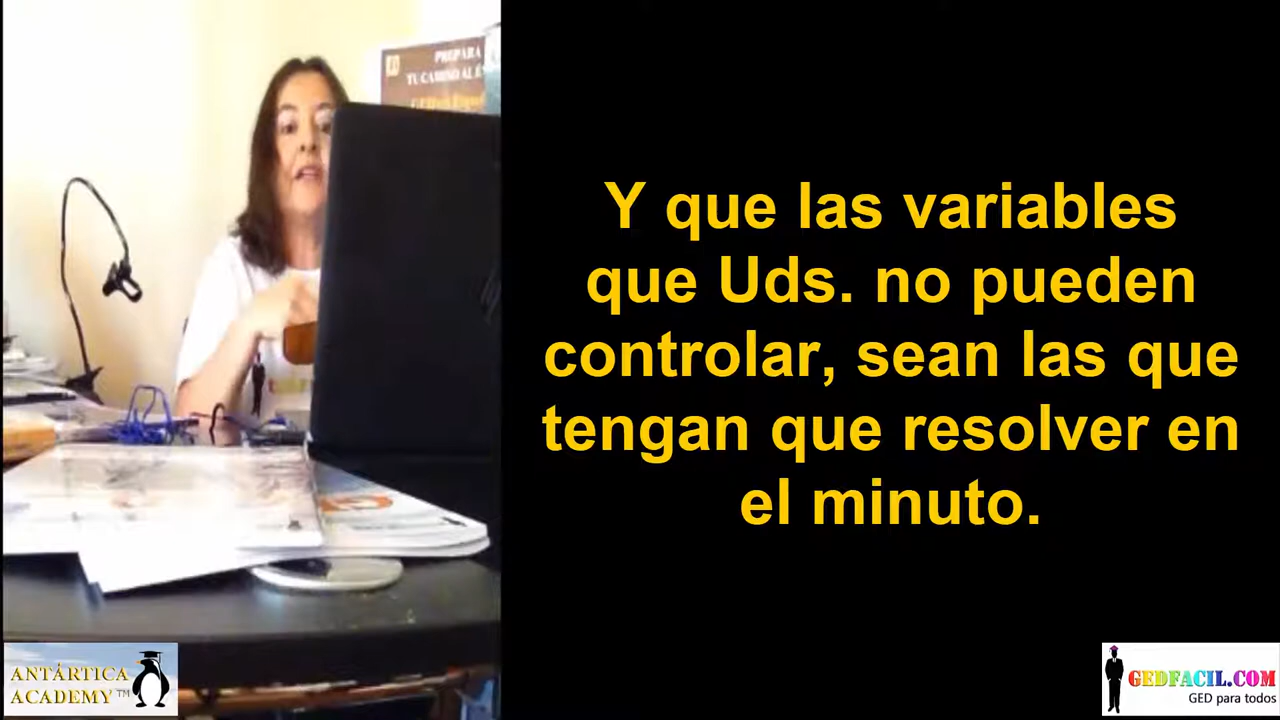 PREPARA
TU CAMINO AL
Y que las variables
que Uds. no pueden
controlar, sean las que
tengan que resolver en
el minuto.
ANTÁRTICA
ACADEMY™
GEDFACIL.COM
GED para todos